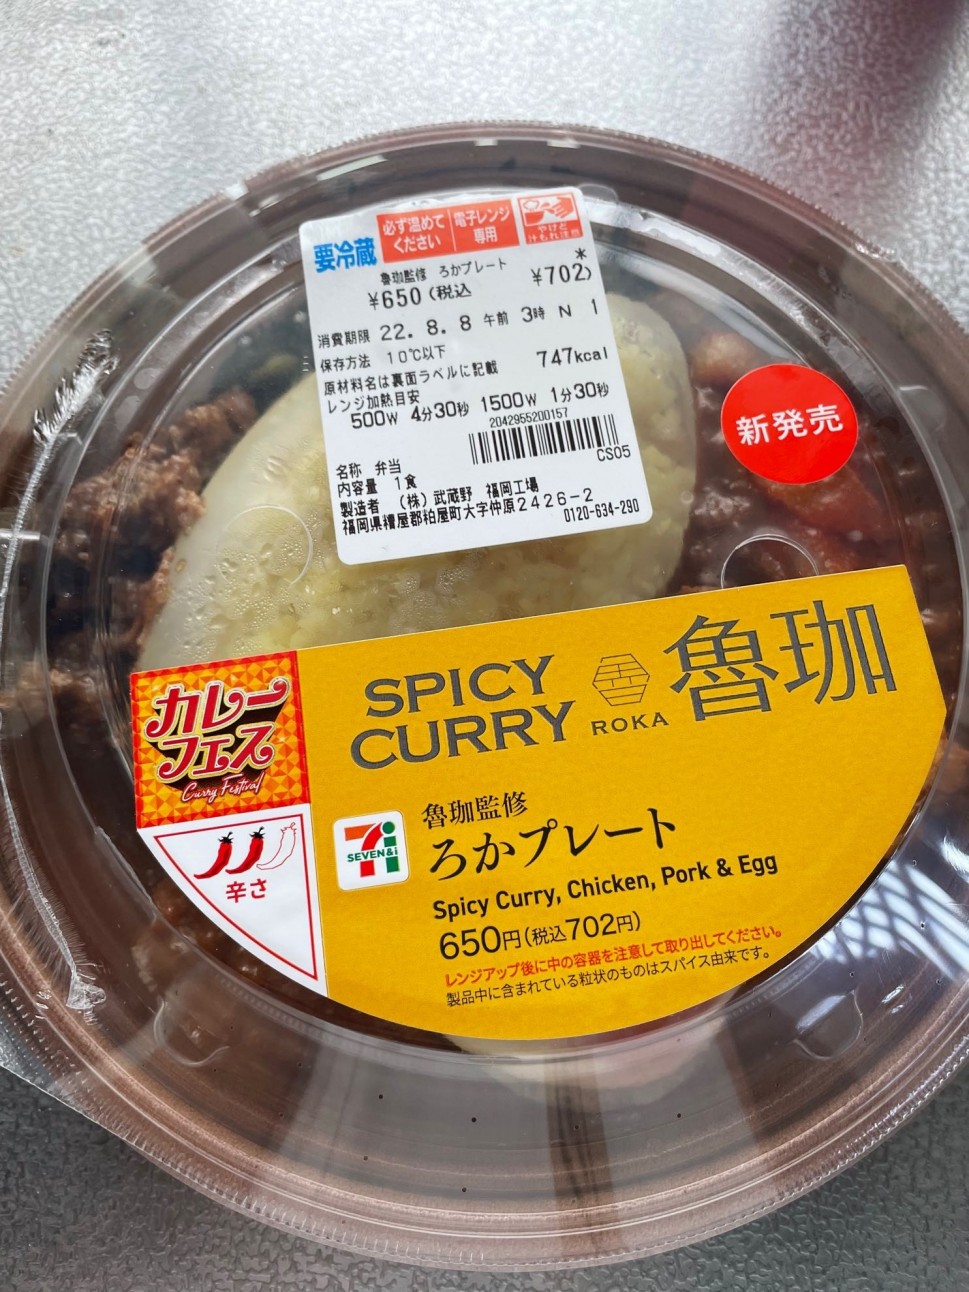 要冷蔵
必ず温めて
ください
電子レンジ
専用
やけど
汁もれ注意
魯珈監修 ろかプレート *
¥650 (税込 ¥702)
消費期限 22. 8. 8 午前 3時 N 1
保存方法 10℃以下
原材料名は裏面ラベルに記載 747kcal
レンジ加熱目安
500W 4分30秒 1500W 1分30秒
2042955200157
CS05
名称 弁当
内容量 1食
製造者 (株)武蔵野 福岡工場
福岡県糟屋郡粕屋町大字仲原2426-2
0120-634-290
新発売
カレー
フェス
Curry Festival
辛さ
SPICY
CURRY
ROKA
魯珈
SEVEN&i
魯珈監修
ろかプレート
Spicy Curry, Chicken, Pork & Egg
650円(税込702円)
レンジアップ後に中の容器を注意して取り出してください。
製品中に含まれている粒状のものはスパイス由来です。